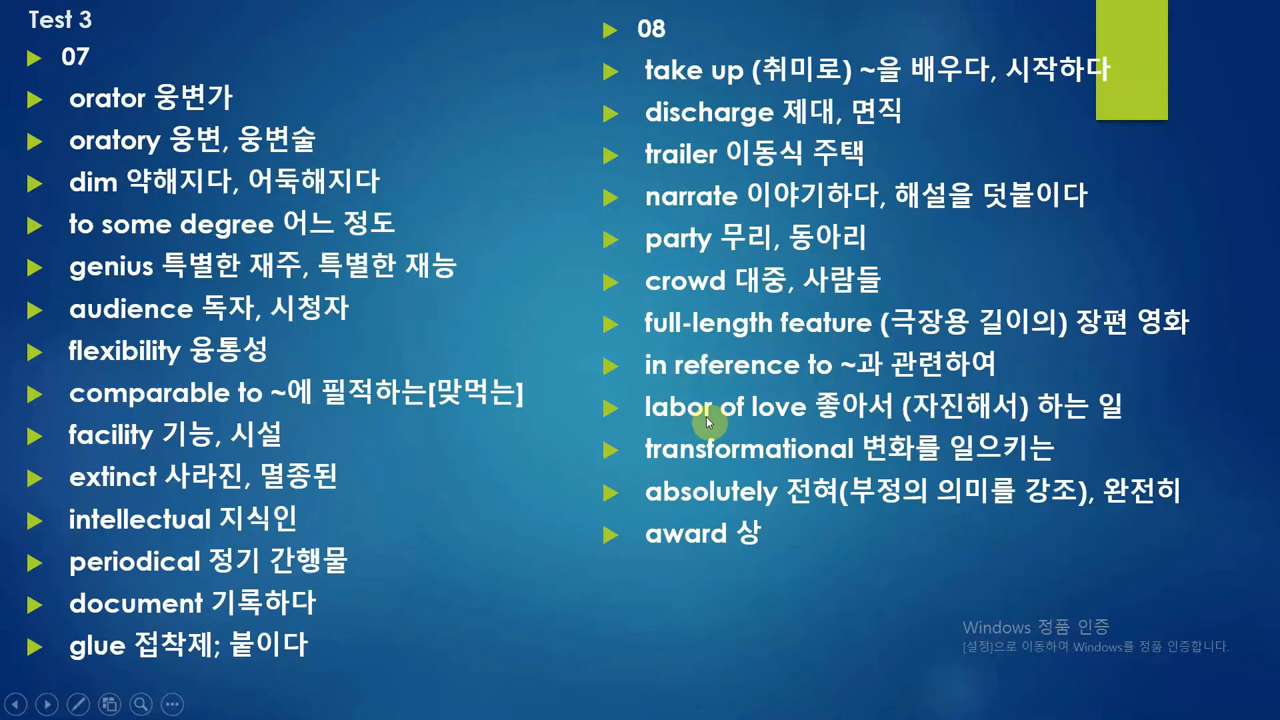 Test 3
07
orator 웅변가
oratory 웅변, 웅변술
dim 약해지다, 어둑해지다
to some degree 어느 정도
genius 특별한 재주, 특별한 재능
audience 독자, 시청자
flexibility 융통성
comparable to ~에 필적하는[맞먹는]
facility 기능, 시설
extinct 사라진, 멸종된
intellectual 지식인
periodical 정기 간행물
document 기록하다
glue 접착제; 붙이다
08
take up (취미로) ~을 배우다, 시작하다
discharge 제대, 면직
trailer 이동식 주택
narrate 이야기하다, 해설을 덧붙이다
party 무리, 동아리
crowd 대중, 사람들
full-length feature (극장용 길이의) 장편 영화
in reference to ~과 관련하여
labor of love 좋아서 (자진해서) 하는 일
transformational 변화를 일으키는
absolutely 전혀(부정의 의미를 강조), 완전히
award 상
Windows 정품 인증
[설정]으로 이동하여 Windows를 정품 인증합니다.